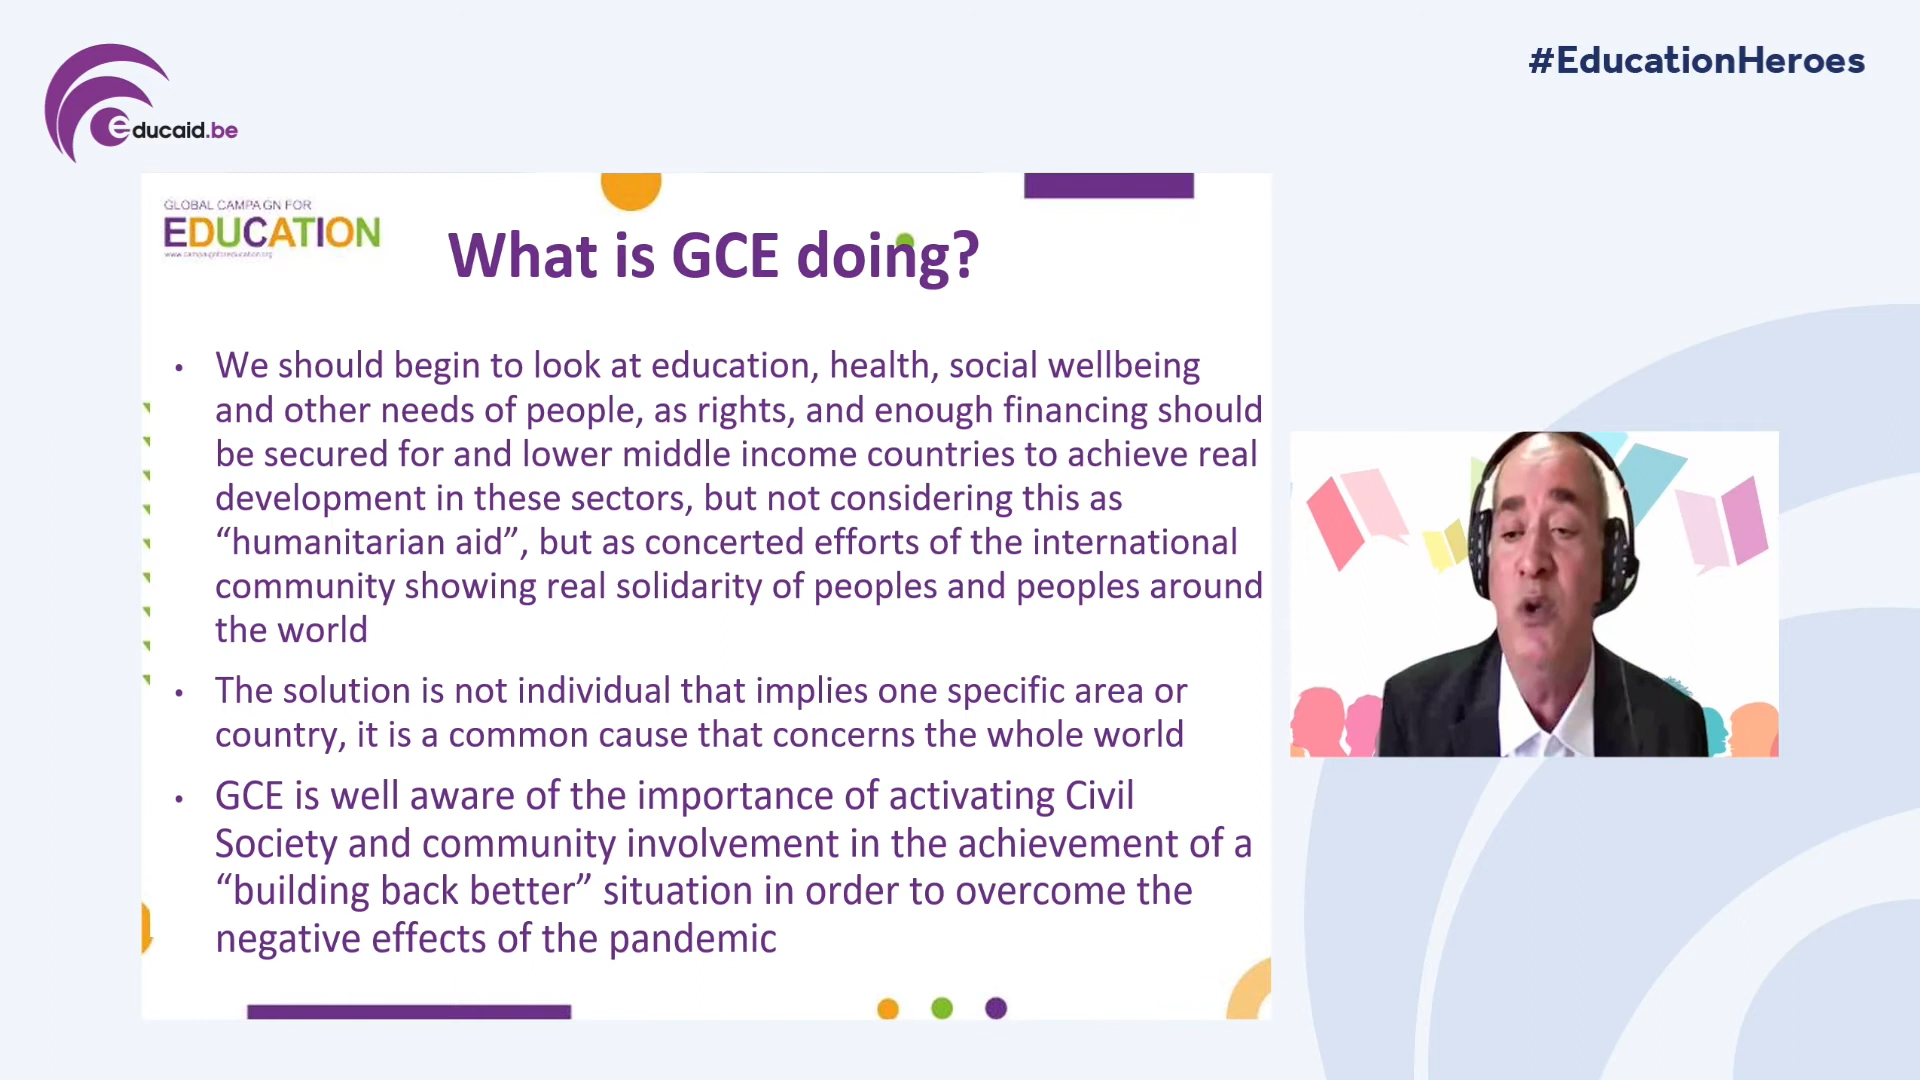 #EducationHeroes
educaid.be
GLOBAL CAMPAIGN FOR
EDUCATION
www.campaignforeducation.org
What is GCE doing?
• We should begin to look at education, health, social wellbeing
and other needs of people, as rights, and enough financing should
be secured for and lower middle income countries to achieve real
development in these sectors, but not considering this as
“humanitarian aid”, but as concerted efforts of the international
community showing real solidarity of peoples and peoples around
the world
• The solution is not individual that implies one specific area or
country, it is a common cause that concerns the whole world
• GCE is well aware of the importance of activating Civil
Society and community involvement in the achievement of a
“building back better” situation in order to overcome the
negative effects of the pandemic